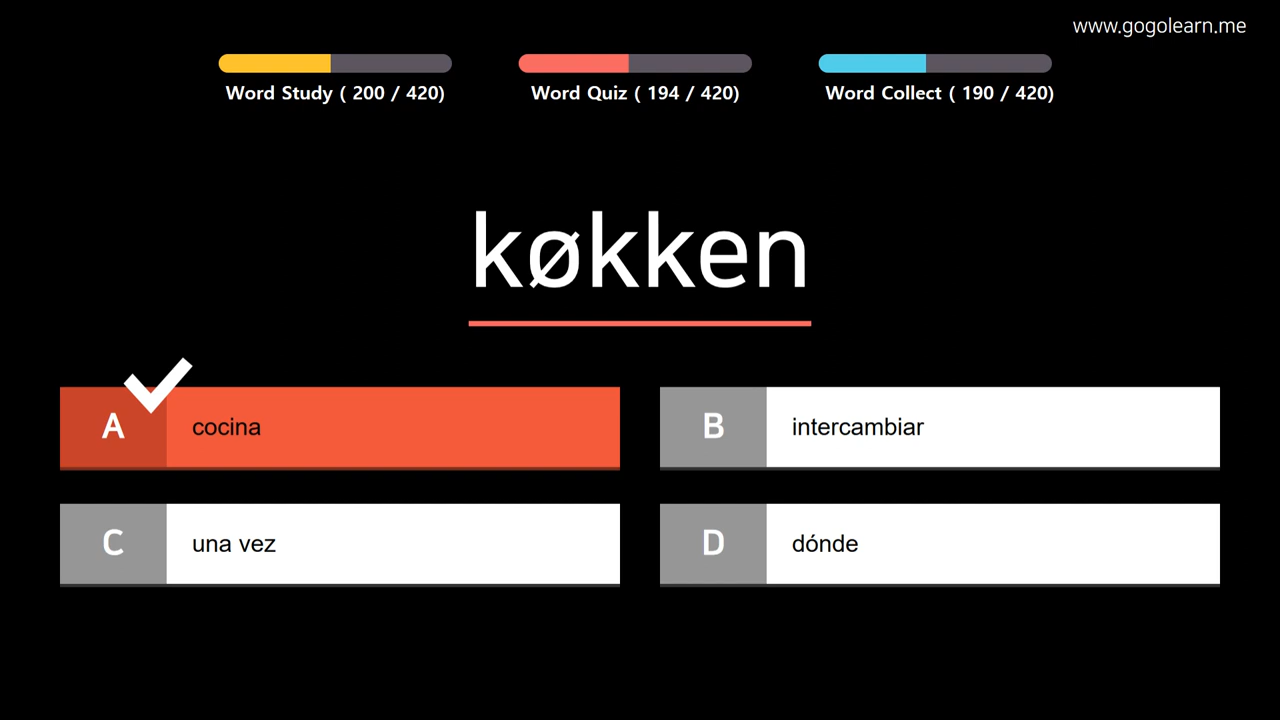 www.gogolearn.me
Word Study ( 200 / 420)
Word Quiz ( 194 / 420)
Word Collect ( 190 / 420)
køkken
A cocina
B intercambiar
C una vez
D dónde